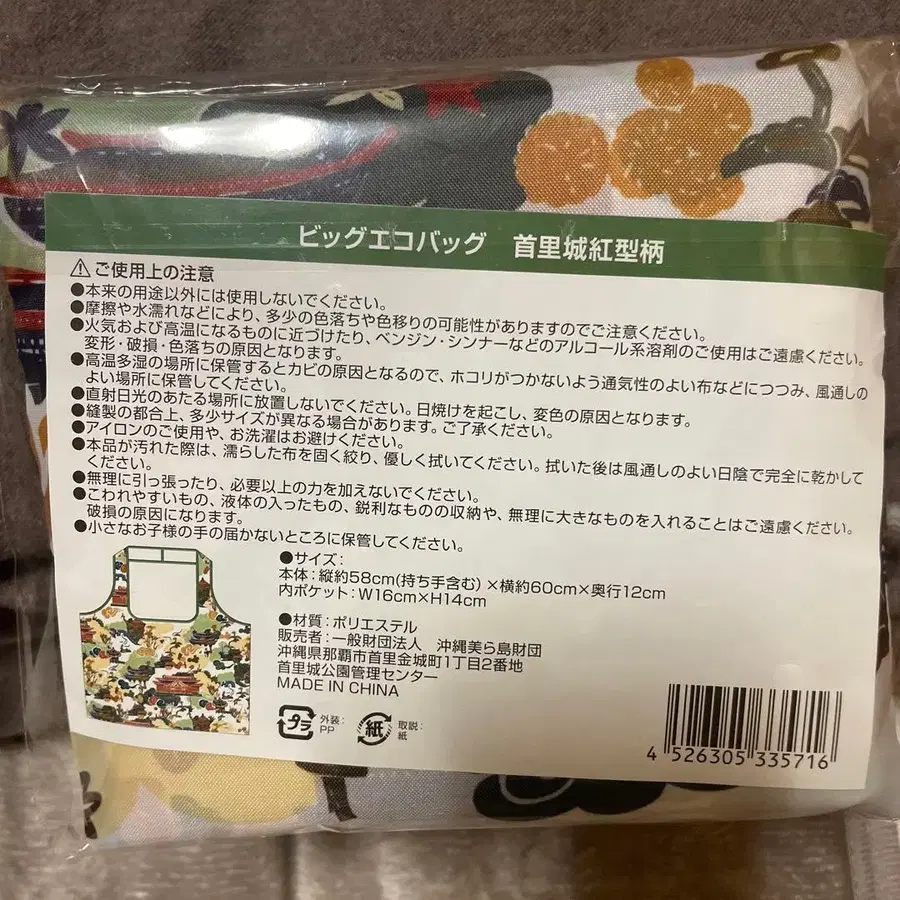 ビッグエコバッグ 首里城紅型柄
⚠ご使用上の注意
●本来の用途以外には使用しないでください。
●摩擦や水濡れなどにより、多少の色落ちや色移りの可能性がありますのでご注意ください。
●火気および高温になるものに近づけたり、ベンジン・シンナーなどのアルコール系溶剤のご使用はご遠慮ください。
変形・破損・色落ちの原因となります。
●高温多湿の場所に保管するとカビの原因となるので、ホコリがつかないよう通気性のよい布などにつつみ、風通しの
よい場所に保管してください。
●直射日光のあたる場所に放置しないでください。日焼けを起こし、変色の原因となります。
●縫製の都合上、多少サイズが異なる場合があります。ご了承ください。
●アイロンのご使用や、お洗濯はお避けください。
●本品が汚れた際は、濡らした布を固く絞り、優しく拭いてください。拭いた後は風通しのよい日陰で完全に乾かして
ください。
●無理に引っ張ったり、必要以上の力を加えないでください。
●こわれやすいもの、液体の入ったもの、鋭利なものの収納や、無理に大きなものを入れることはご遠慮ください。
破損の原因になります。
●小さなお子様の手の届かないところに保管してください。
●サイズ:
本体:縦約58cm(持ち手含む)×横約60cm×奥行12cm
内ポケット:W16cm×H14cm
●材質:ポリエステル
販売者:一般財団法人 沖縄美ら島財団
沖縄県那覇市首里金城町1丁目2番地
首里城公園管理センター
MADE IN CHINA
プラ 外装: PP 紙 取説: 紙
4 526305 335716